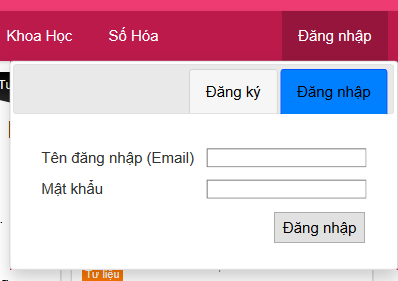 Khoa Học Số Hóa Đăng nhập
Đăng ký Đăng nhập
Tên đăng nhập (Email)
Mật khẩu
Đăng nhập
Tư liệu